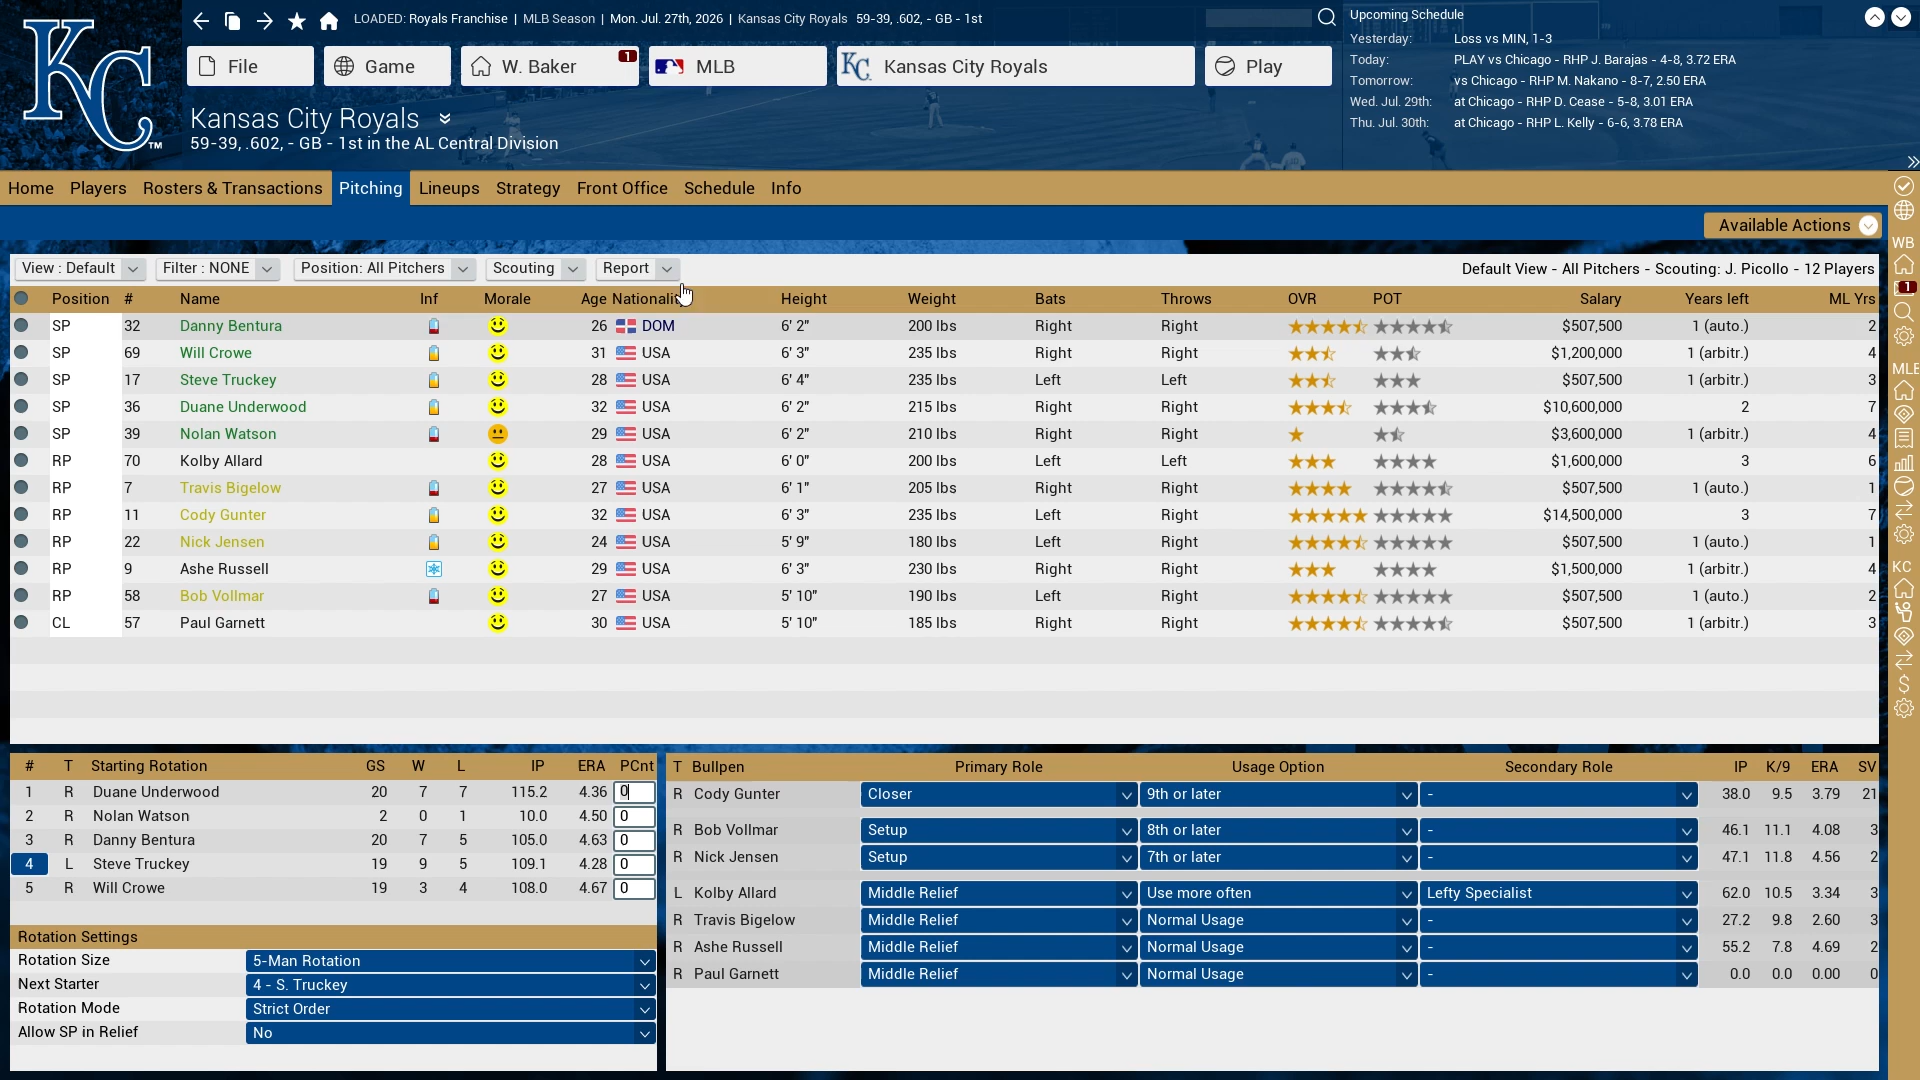 LOADED: Royals Franchise | MLB Season | Mon. Jul. 27th, 2026 | Kansas City Royals 59-39, .602, - GB - 1st
File Game W. Baker 1 MLB Kansas City Royals Play
Kansas City Royals
59-39, .602, - GB - 1st in the AL Central Division
KC TM
Upcoming Schedule
Yesterday: Loss vs MIN, 1-3
Today: PLAY vs Chicago - RHP J. Barajas - 4-8, 3.72 ERA
Tomorrow: vs Chicago - RHP M. Nakano - 8-7, 2.50 ERA
Wed. Jul. 29th: at Chicago - RHP D. Cease - 5-8, 3.01 ERA
Thu. Jul. 30th: at Chicago - RHP L. Kelly - 6-6, 3.78 ERA
Home Players Rosters & Transactions Pitching Lineups Strategy Front Office Schedule Info
Available Actions
View : Default Filter : NONE Position: All Pitchers Scouting Report Default View - All Pitchers - Scouting: J. Picollo - 12 Players
Position # Name Inf Morale Age Height Weight Bats Throws OVR POT Salary Years left ML Yrs
SP 32 Danny Bentura 26 DOM 6' 2" 200 lbs Right Right $507,500 1 (auto.) 2
SP 69 Will Crowe 31 USA 6' 3" 235 lbs Right Right $1,200,000 1 (arbitr.) 4
SP 17 Steve Truckey 28 USA 6' 4" 235 lbs Left Left $507,500 1 (arbitr.) 3
SP 36 Duane Underwood 32 USA 6' 2" 215 lbs Right Right $10,600,000 2 7
SP 39 Nolan Watson 29 USA 6' 2" 210 lbs Right Right $3,600,000 1 (arbitr.) 4
RP 70 Kolby Allard 28 USA 6' 0" 200 lbs Left Left $1,600,000 3 6
RP 7 Travis Bigelow 27 USA 6' 1" 205 lbs Right Right $507,500 1 (auto.) 1
RP 11 Cody Gunter 32 USA 6' 3" 235 lbs Left Right $14,500,000 3 7
RP 22 Nick Jensen 24 USA 5' 9" 180 lbs Left Right $507,500 1 (auto.) 1
RP 9 Ashe Russell 29 USA 6' 3" 230 lbs Right Right $1,500,000 1 (arbitr.) 4
RP 58 Bob Vollmar 27 USA 5' 10" 190 lbs Left Right $507,500 1 (auto.) 2
CL 57 Paul Garnett 30 USA 5' 10" 185 lbs Right Right $507,500 1 (arbitr.) 3
# T Starting Rotation GS W L IP ERA PCnt
1 R Duane Underwood 20 7 7 115.2 4.36 0
2 R Nolan Watson 2 0 1 10.0 4.50 0
3 R Danny Bentura 20 7 5 105.0 4.63 0
4 L Steve Truckey 19 9 5 109.1 4.28 0
5 R Will Crowe 19 3 4 108.0 4.67 0
Rotation Settings
Rotation Size 5-Man Rotation
Next Starter 4 - S. Truckey
Rotation Mode Strict Order
Allow SP in Relief No
T Bullpen Primary Role Usage Option Secondary Role IP K/9 ERA SV
R Cody Gunter Closer 9th or later - 38.0 9.5 3.79 21
R Bob Vollmar Setup 8th or later - 46.1 11.1 4.08 3
R Nick Jensen Setup 7th or later - 47.1 11.8 4.56 2
L Kolby Allard Middle Relief Use more often Lefty Specialist 62.0 10.5 3.34 3
R Travis Bigelow Middle Relief Normal Usage - 27.2 9.8 2.60 3
R Ashe Russell Middle Relief Normal Usage - 55.2 7.8 4.69 2
R Paul Garnett Middle Relief Normal Usage - 0.0 0.0 0.00 0
WB
1
KC